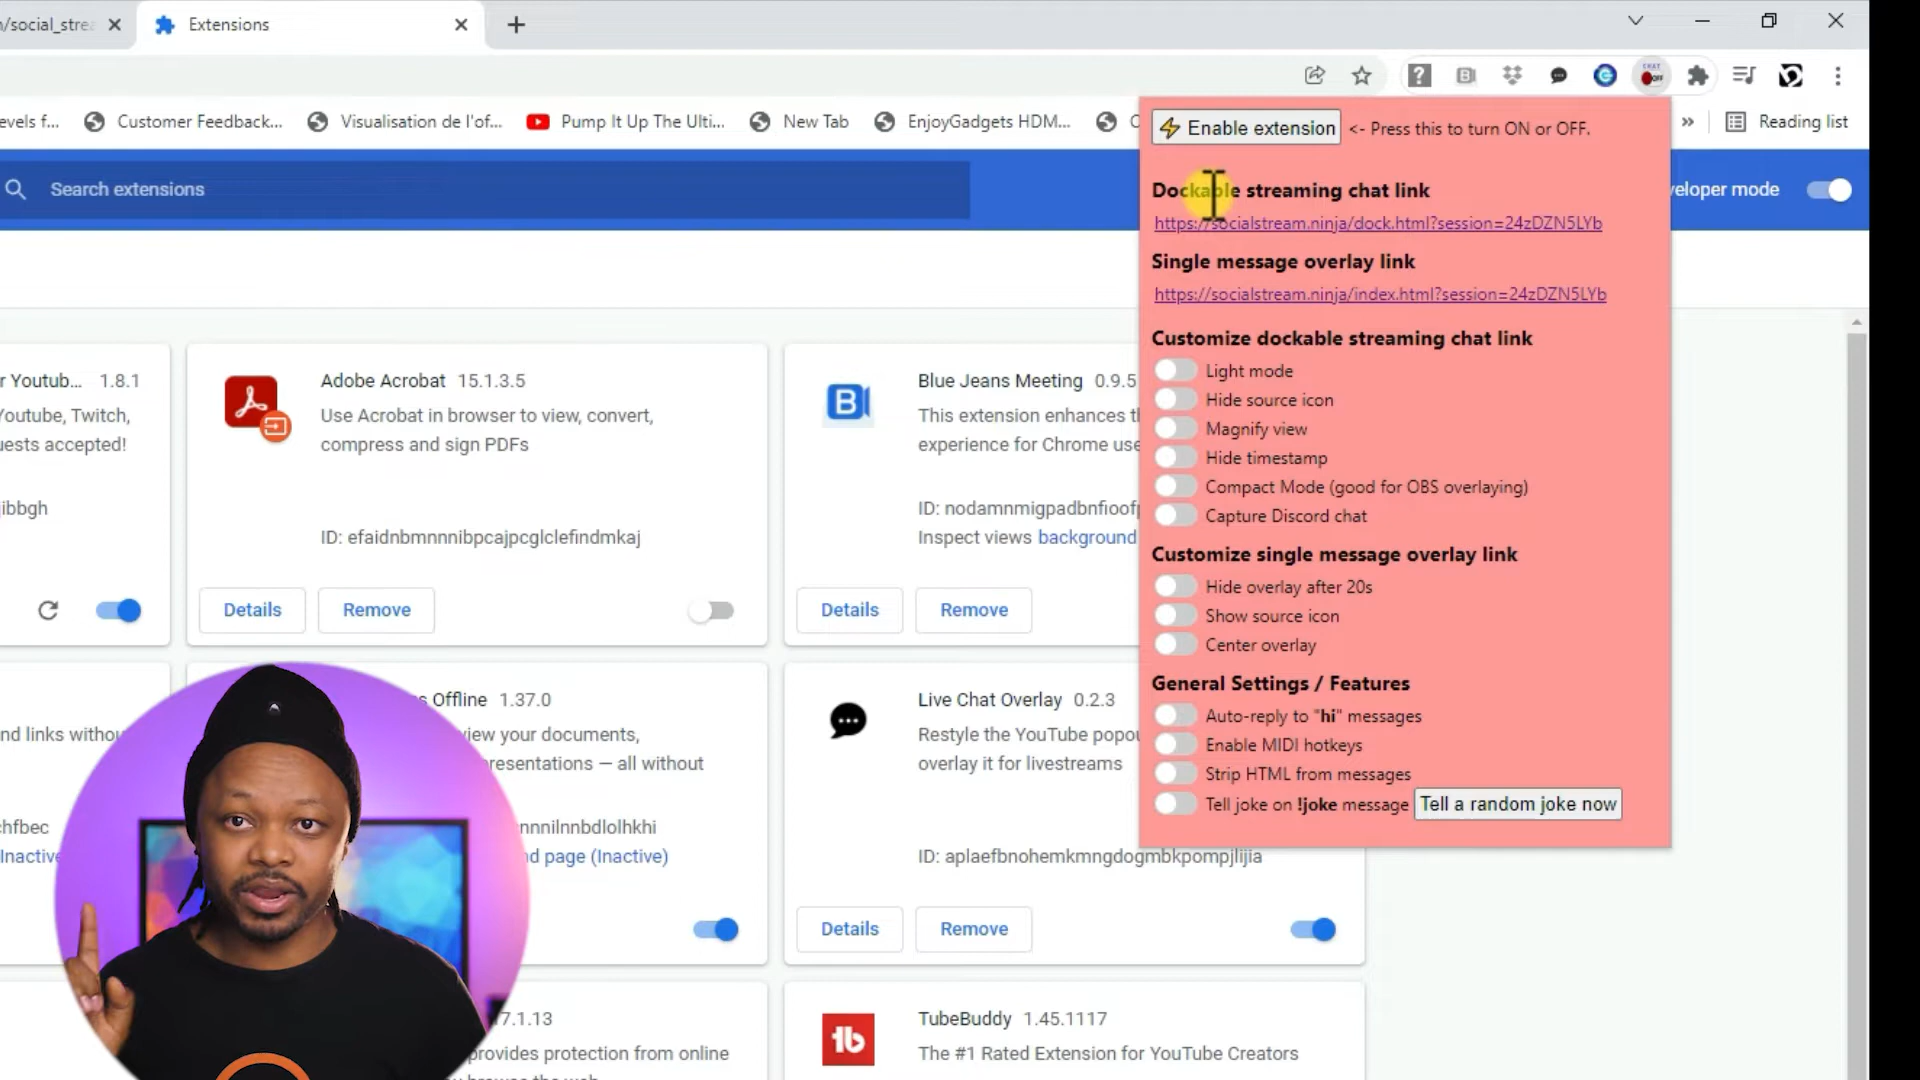 /social_strea
Extensions
evels f...
Customer Feedback...
Visualisation de l'of...
Pump It Up The Ulti...
New Tab
EnjoyGadgets HDM...
»
Reading list
CHAT
OFF
Enable extension <- Press this to turn ON or OFF.
Search extensions
veloper mode
Dockable streaming chat link
https://socialstream.ninja/dock.html?session=24zDZN5LYb
Single message overlay link
https://socialstream.ninja/index.html?session=24zDZN5LYb
Customize dockable streaming chat link
Light mode
Hide source icon
Magnify view
Hide timestamp
Compact Mode (good for OBS overlaying)
Capture Discord chat
Customize single message overlay link
Hide overlay after 20s
Show source icon
Center overlay
General Settings / Features
Auto-reply to "hi" messages
Enable MIDI hotkeys
Strip HTML from messages
Tell joke on !joke message Tell a random joke now
r Youtub... 1.8.1
Youtube, Twitch,
uests accepted!
jibbgh
Adobe Acrobat 15.1.3.5
Use Acrobat in browser to view, convert,
compress and sign PDFs
ID: efaidnbmnnnibpcajpcglclefindmkaj
Details Remove
Blue Jeans Meeting 0.9.5
This extension enhances th
experience for Chrome use
ID: nodamnmigpadbnfioofp
Inspect views background
Details Remove
nd links withou
hfbec
Inactive
s Offline 1.37.0
view your documents,
resentations — all without
nnnilnnbdlolhkhi
nd page (Inactive)
Live Chat Overlay 0.2.3
Restyle the YouTube popou
overlay it for livestreams
ID: aplaefbnohemkmngdogmbkpompjlijia
Details Remove
7.1.13
provides protection from online
TubeBuddy 1.45.1117
The #1 Rated Extension for YouTube Creators